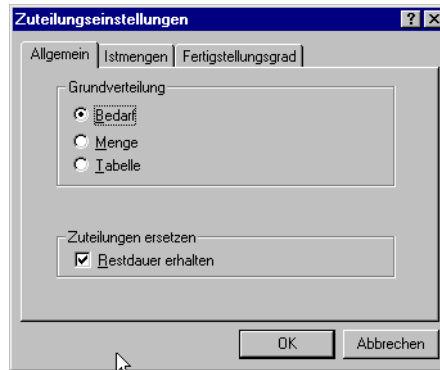 Zuteilungseinstellungen
Allgemein Istmengen Fertigstellungsgrad
Grundverteilung
Bedarf
Menge
Tabelle
Zuteilungen ersetzen
Restdauer erhalten
OK Abbrechen